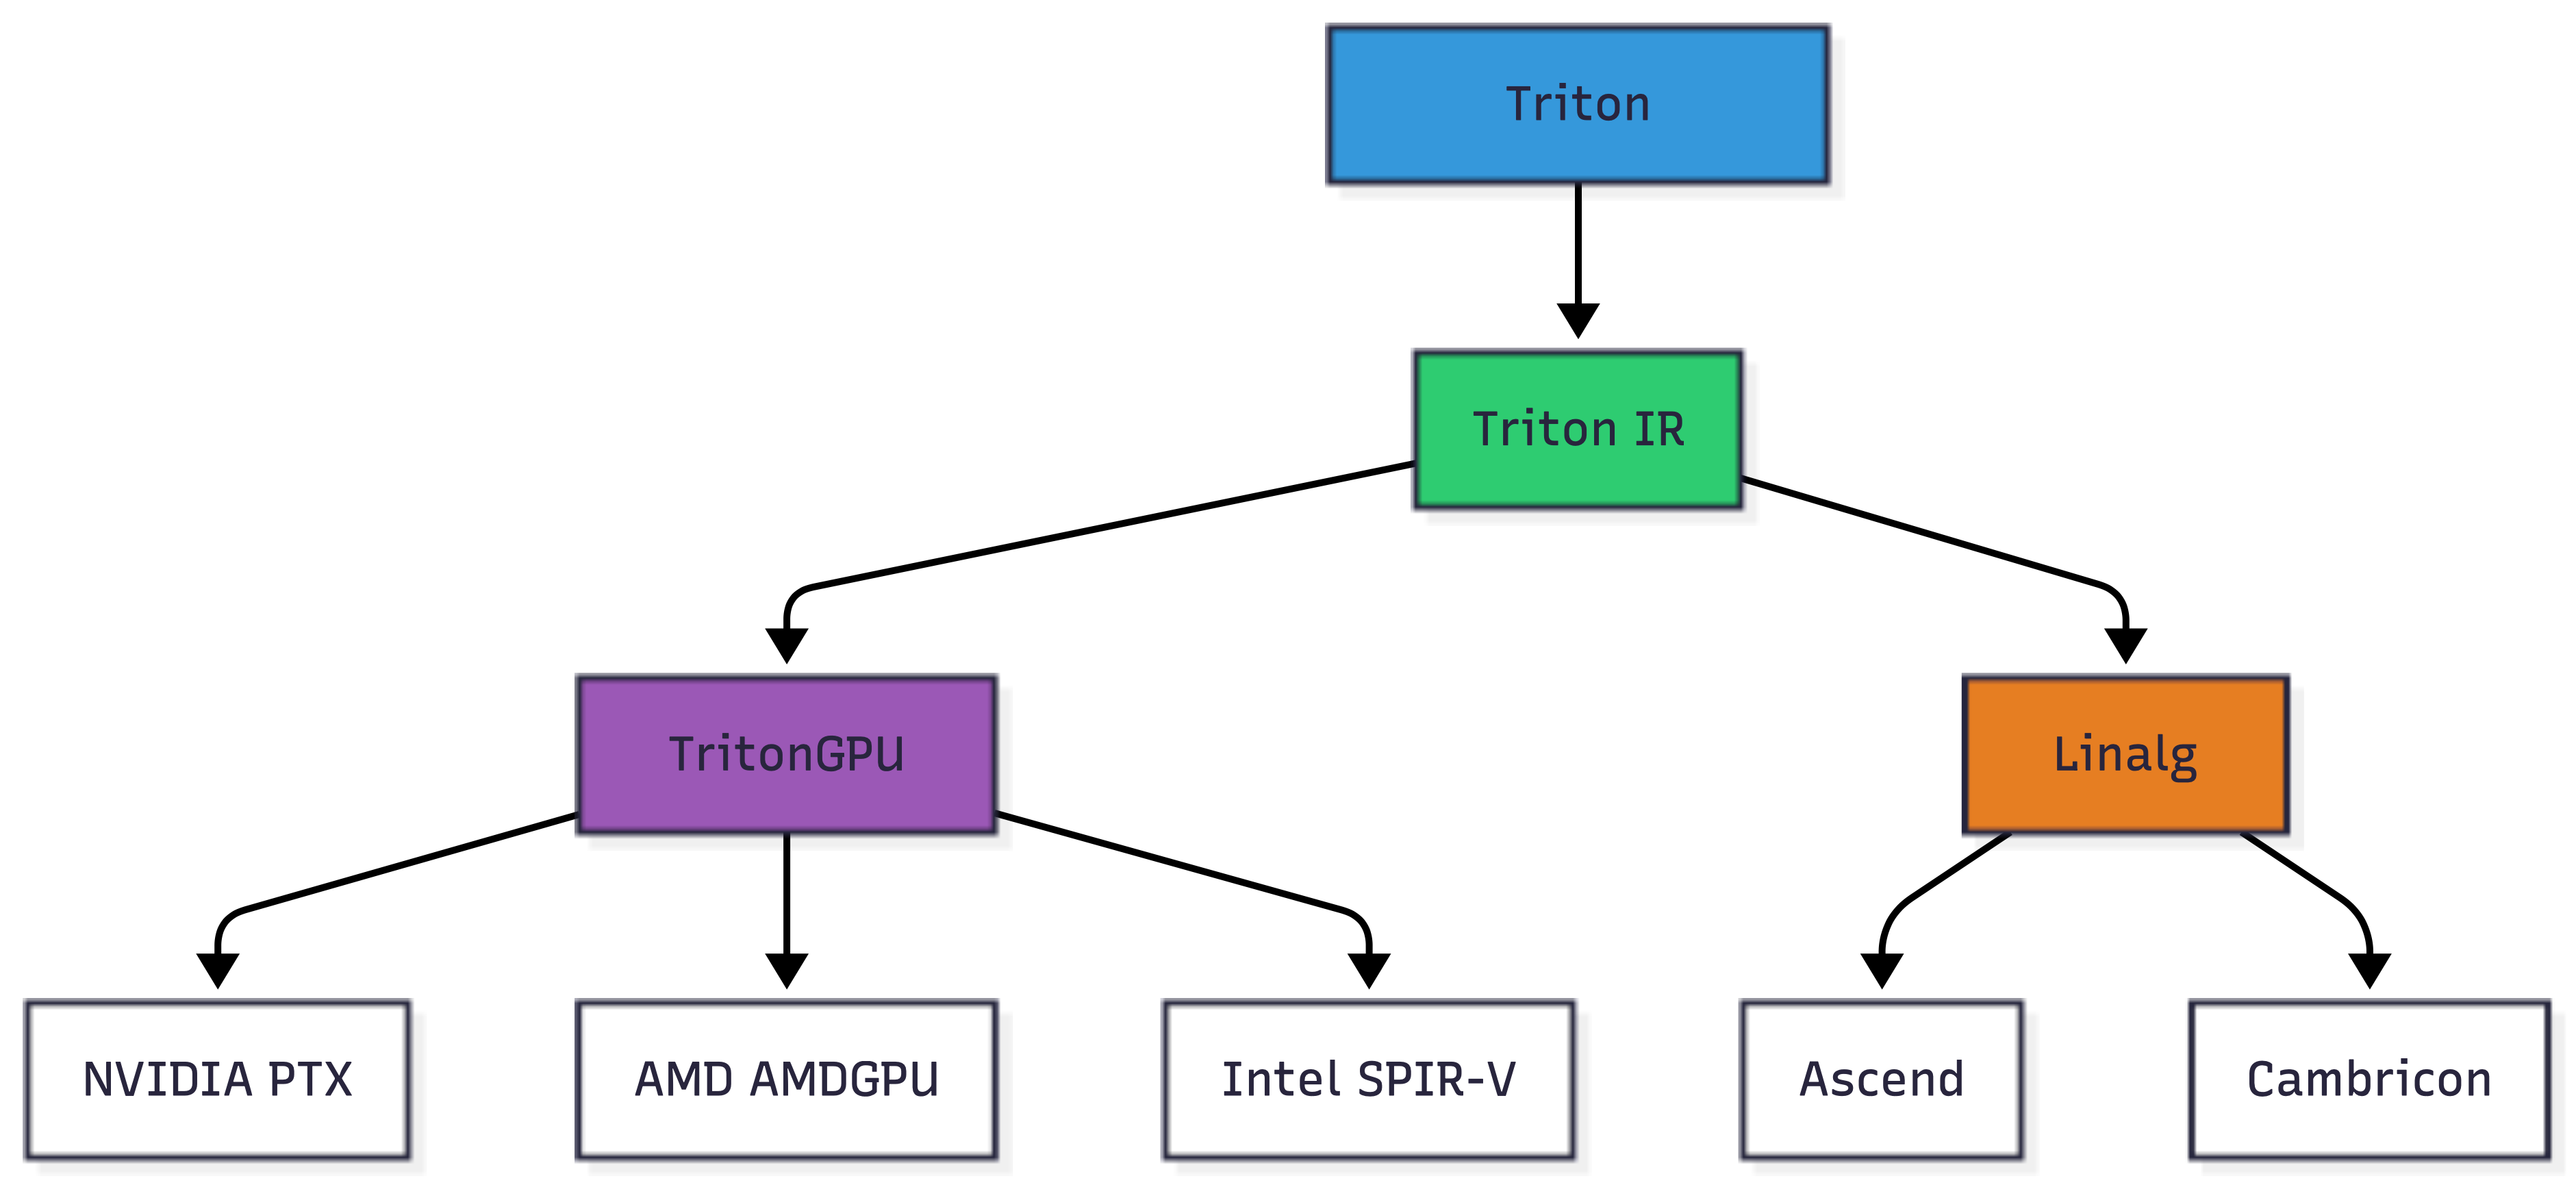 Triton
Triton IR
TritonGPU
Linalg
NVIDIA PTX
AMD AMDGPU
Intel SPIR-V
Ascend
Cambricon